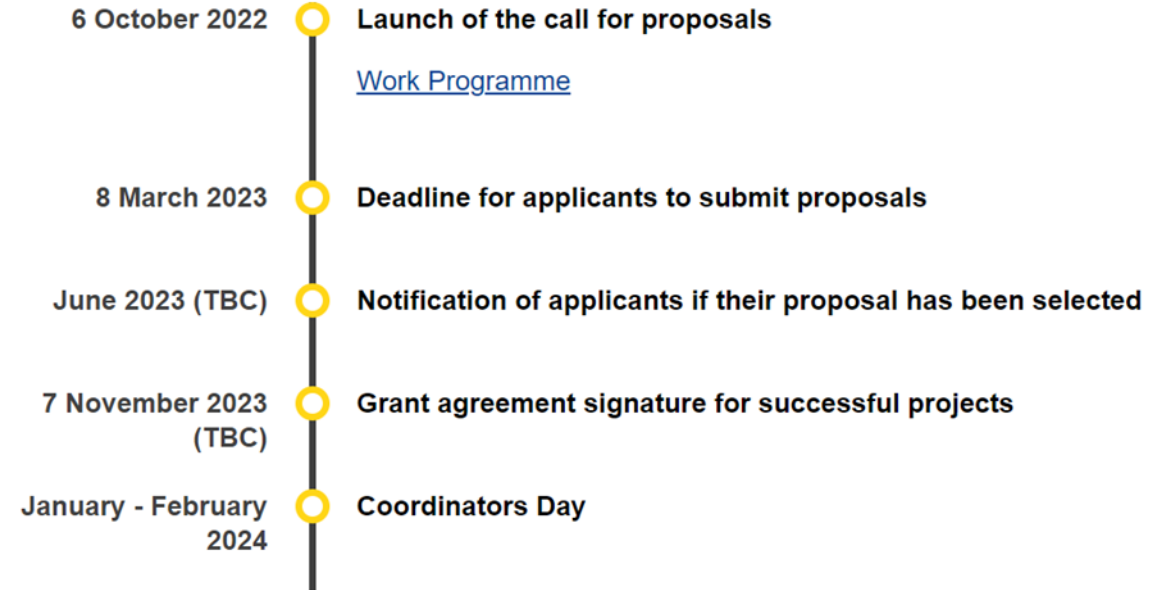 6 October 2022
Launch of the call for proposals
Work Programme
8 March 2023
Deadline for applicants to submit proposals
June 2023 (TBC)
Notification of applicants if their proposal has been selected
7 November 2023
(TBC)
Grant agreement signature for successful projects
January - February
2024
Coordinators Day